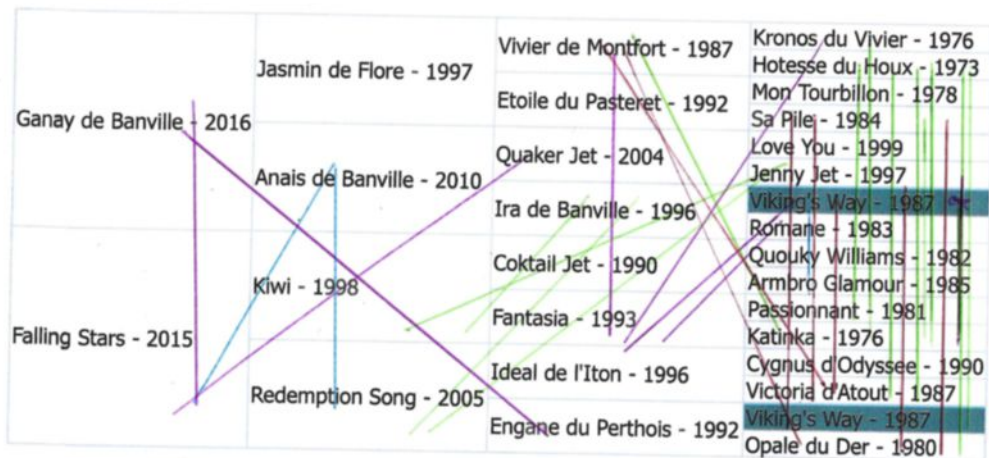 Ganay de Banville - 2016
Falling Stars - 2015
Jasmin de Flore - 1997
Anais de Banville - 2010
Kiwi - 1998
Redemption Song - 2005
Vivier de Montfort - 1987
Etoile du Pasteret - 1992
Quaker Jet - 2004
Ira de Banville - 1996
Coktail Jet - 1990
Fantasia - 1993
Ideal de l'Iton - 1996
Engane du Perthois - 1992
Kronos du Vivier - 1976
Hotesse du Houx - 1973
Mon Tourbillon - 1978
Sa Pile - 1984
Love You - 1999
Jenny Jet - 1997
Viking's Way - 1987
Romane - 1983
Quouky Williams - 1982
Armbro Glamour - 1985
Passionnant - 1981
Katinka - 1976
Cygnus d'Odyssee - 1990
Victoria d'Atout - 1987
Viking's Way - 1987
Opale du Der - 1980